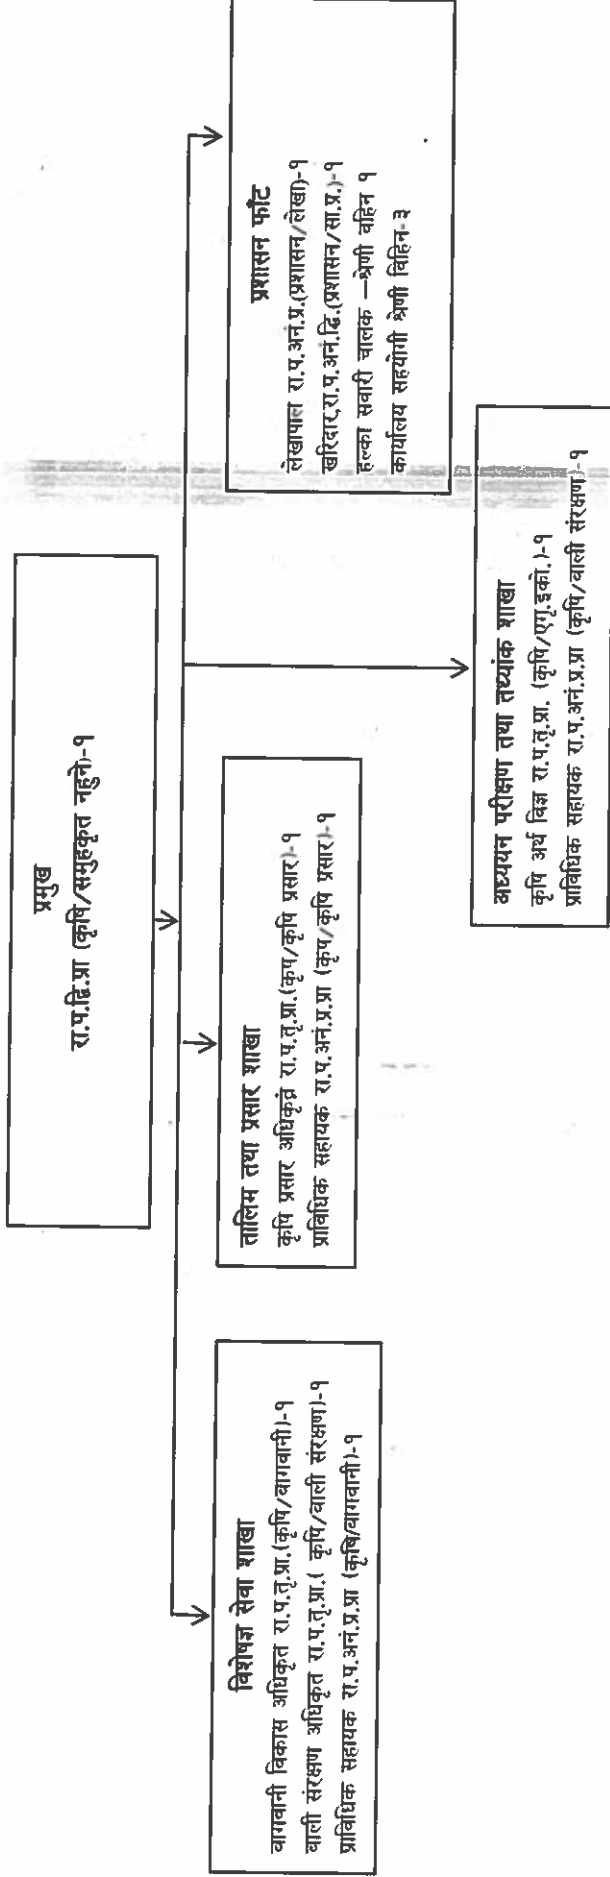 प्रमुख
रा.प.द्वि.प्रा (कृषि/समुहकृत नहुने)-१
विशेषज्ञ सेवा शाखा
बागवानी विकास अधिकृत रा.प.तृ.प्रा.(कृषि/बागवानी)-१
बाली संरक्षण अधिकृत रा.प.तृ.प्रा.( कृषि/बाली संरक्षण)-१
प्राविधिक सहायक रा.प.अनं.प्र.प्रा (कृषि/बागवानी)-१
तालिम तथा प्रसार शाखा
कृषि प्रसार अधिकृत रा.प.तृ.प्रा.(कृप/कृषि प्रसार)-१
प्राविधिक सहायक रा.प.अनं.प्र.प्रा (कृप/कृषि प्रसार)-१
अध्ययन परीक्षण तथा तथ्यांक शाखा
कृषि अर्थ विज्ञ रा.प.तृ.प्रा. (कृषि/एगृ.इको.)-१
प्राविधिक सहायक रा.प.अनं.प्र.प्रा (कृषि/बाली संरक्षण)-१
प्रशासन फाँट
लेखापाल रा.प.अनं.प्र.(प्रशासन/लेखा)-१
खरिदार,रा.प.अनं.द्वि.(प्रशासन/सा.प्र.)-१
हल्का सवारी चालक –श्रेणी वहिन १
कार्यालय सहयोगी श्रेणी विहिन-३